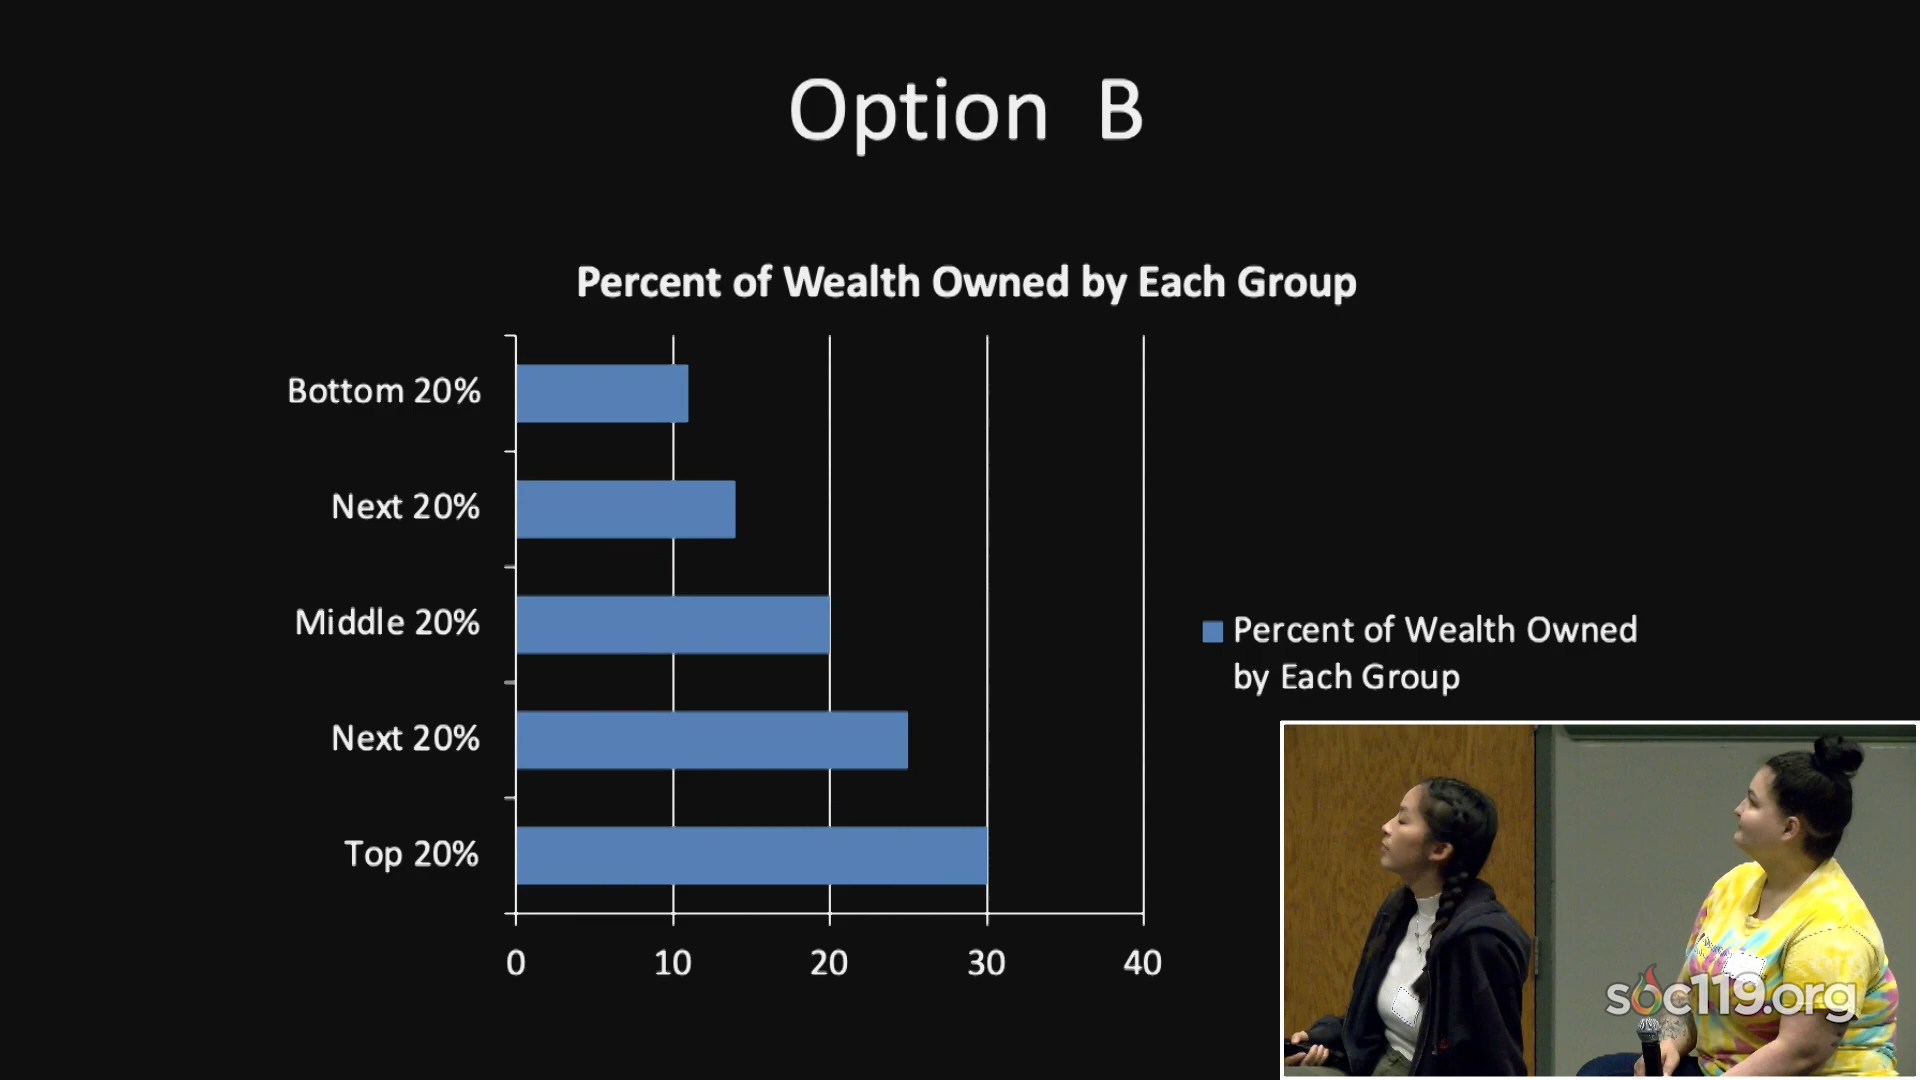 Option B
Percent of Wealth Owned by Each Group
Bottom 20%
Next 20%
Middle 20%
Next 20%
Top 20%
0 10 20 30 40
Percent of Wealth Owned
by Each Group
soc119.org